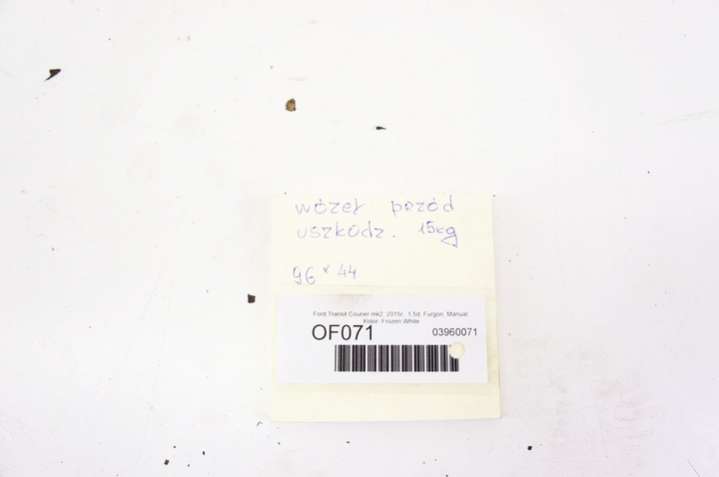 wózek pszód
uszkodz. 15kg
96 x 44
Ford Transit Courier mk2, 2015r., 1.5d, Furgon, Manual
Kolor: Frozen White
OF071 03960071